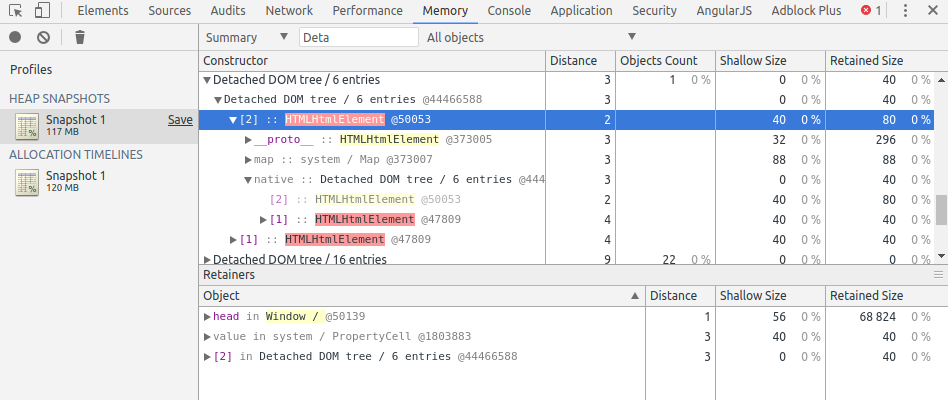 Elements Sources Audits Network Performance Memory Console Application Security AngularJS Adblock Plus 1
Summary Deta All objects
Profiles
HEAP SNAPSHOTS
Snapshot 1 Save
117 MB
ALLOCATION TIMELINES
Snapshot 1
120 MB
Constructor Distance Objects Count Shallow Size Retained Size
Detached DOM tree / 6 entries 3 1 0 % 0 0 % 40 0 %
Detached DOM tree / 6 entries @44466588 3 0 0 % 40 0 %
[2] :: HTMLHtmlElement @50053 2 40 0 % 80 0 %
__proto__ :: HTMLHtmlElement @373005 3 32 0 % 296 0 %
map :: system / Map @373007 3 88 0 % 88 0 %
native :: Detached DOM tree / 6 entries @444 3 0 0 % 40 0 %
[2] :: HTMLHtmlElement @50053 2 40 0 % 80 0 %
[1] :: HTMLHtmlElement @47809 4 40 0 % 40 0 %
[1] :: HTMLHtmlElement @47809 4 40 0 % 40 0 %
Detached DOM tree / 16 entries 9 22 0 % 0 0 % 0 0 %
Retainers
Object Distance Shallow Size Retained Size
head in Window / @50139 1 56 0 % 68 824 0 %
value in system / PropertyCell @1803883 3 40 0 % 40 0 %
[2] in Detached DOM tree / 6 entries @44466588 3 0 0 % 40 0 %